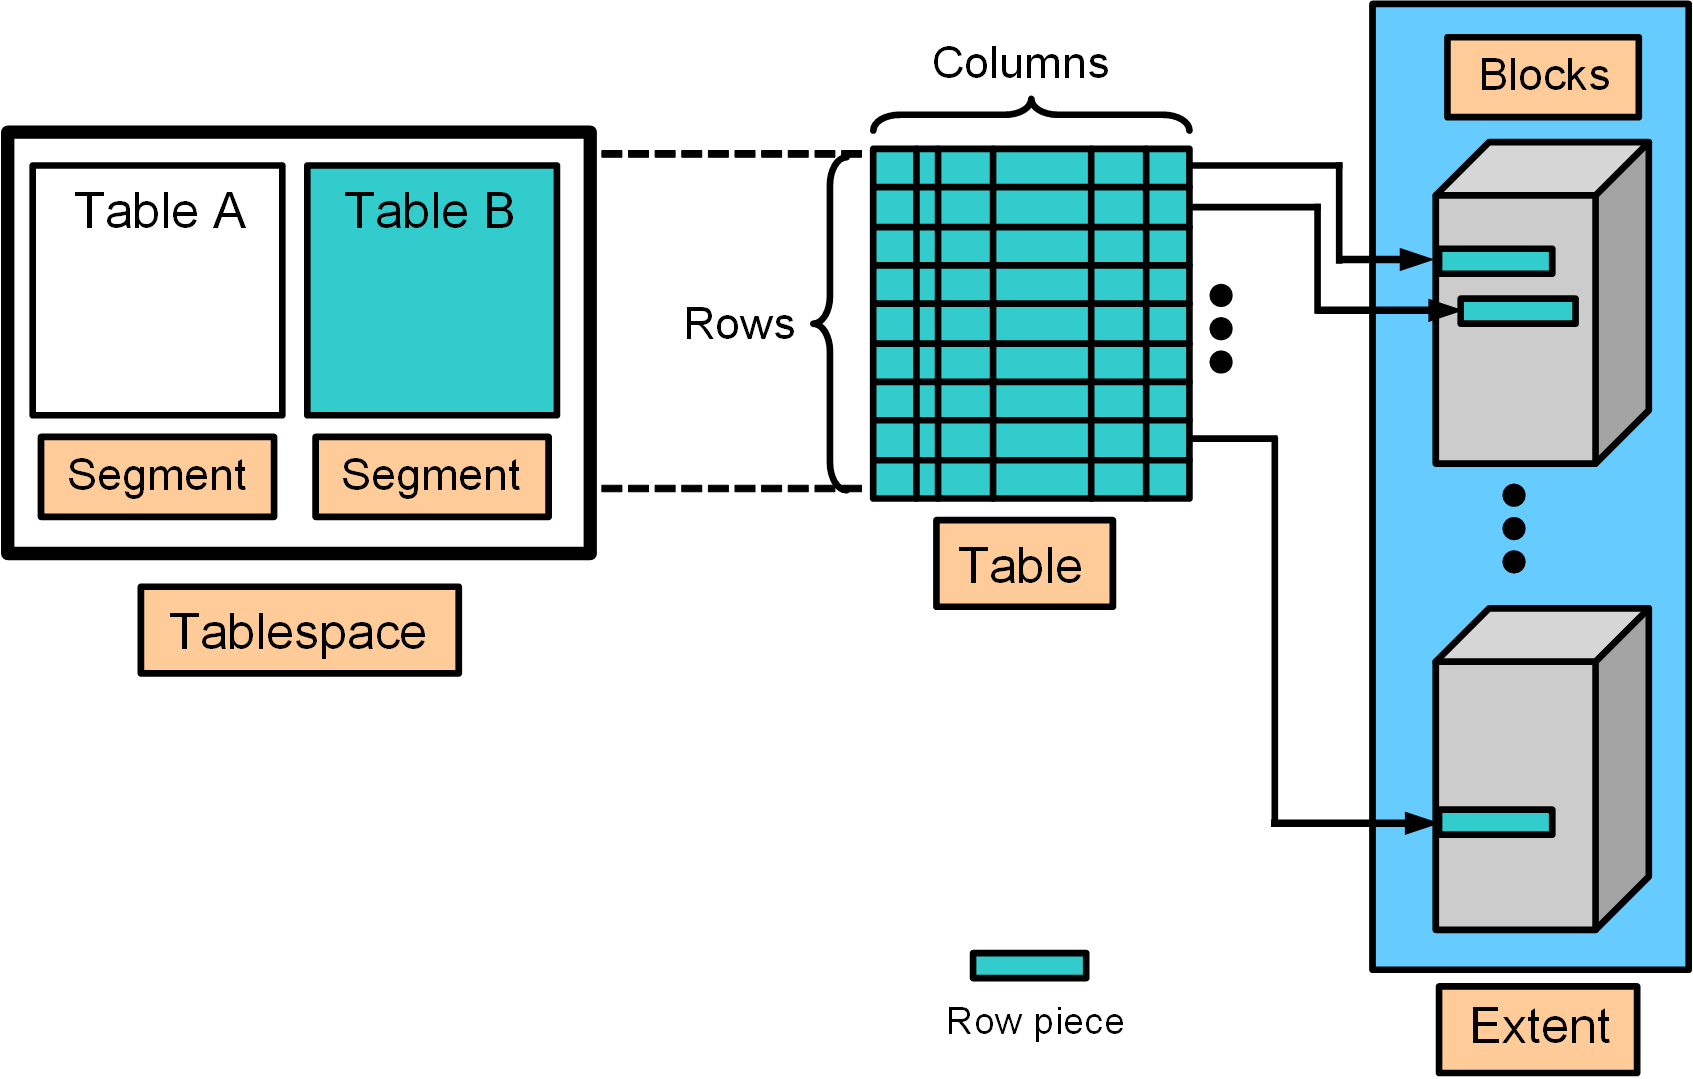 Columns
Blocks
Table A
Table B
Rows
Segment
Segment
Table
Tablespace
Row piece
Extent